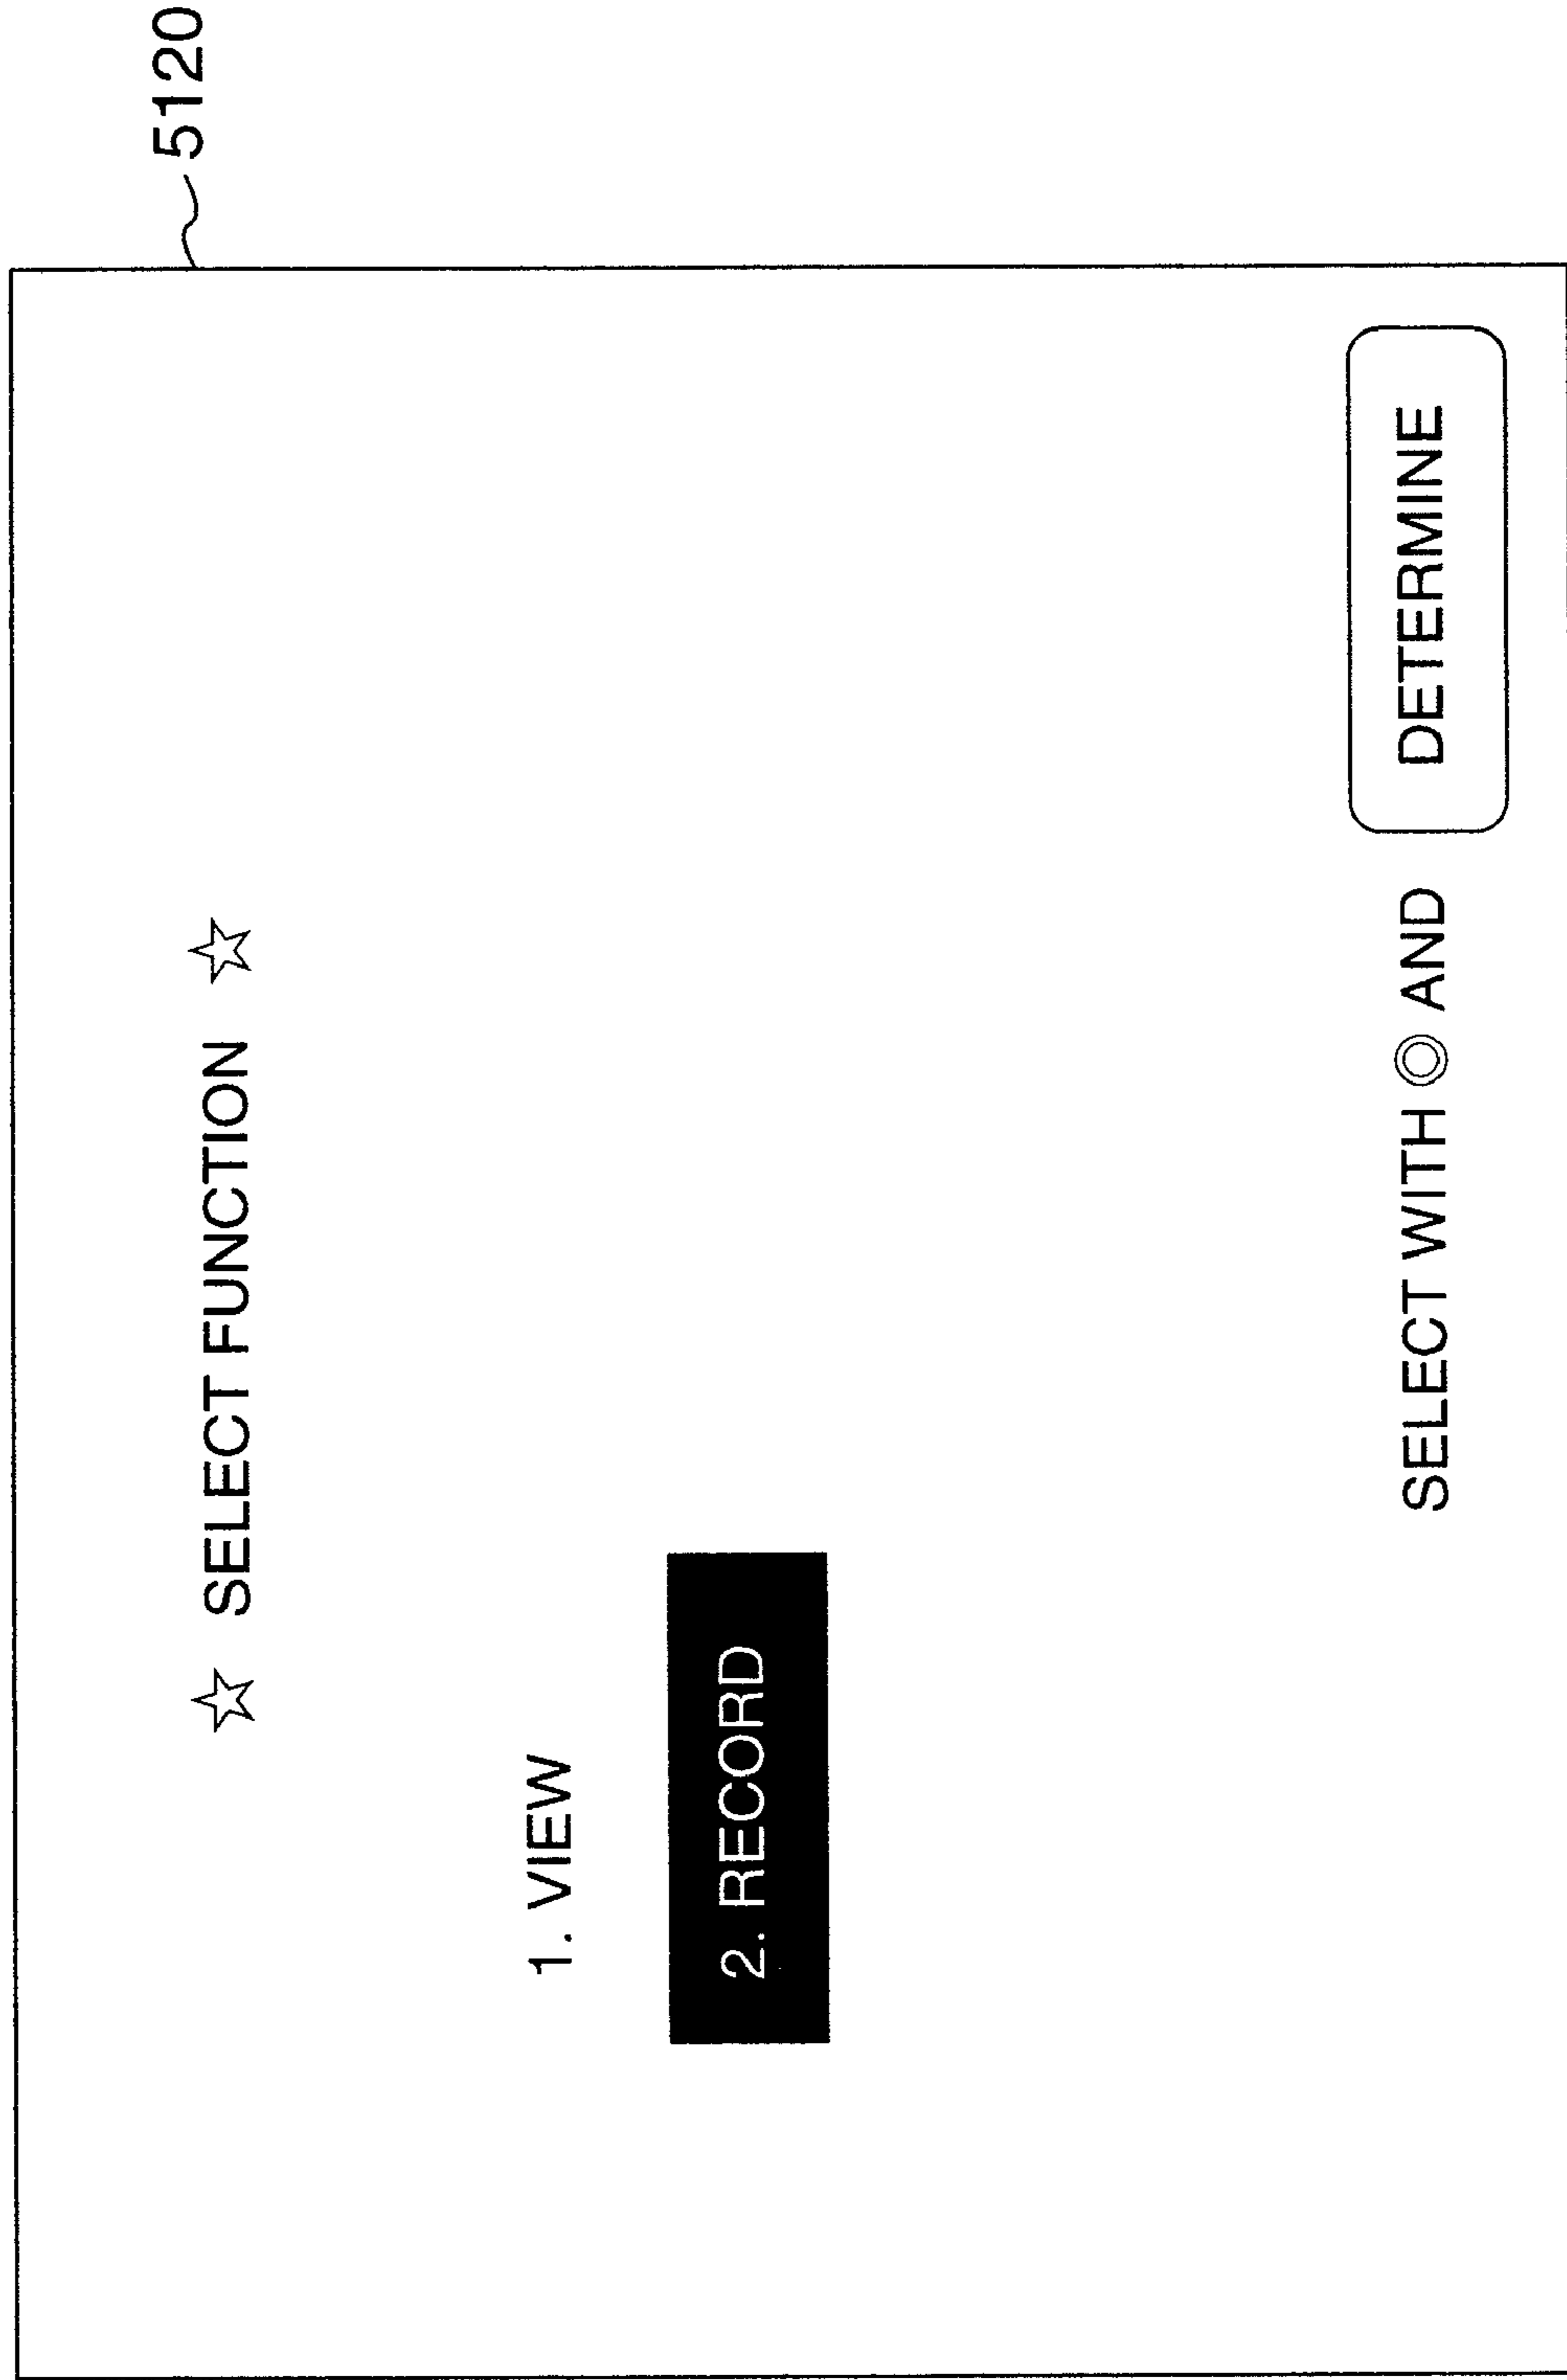 5120
☆ SELECT FUNCTION ☆
1. VIEW
2. RECORD
SELECT WITH ◎ AND DETERMINE